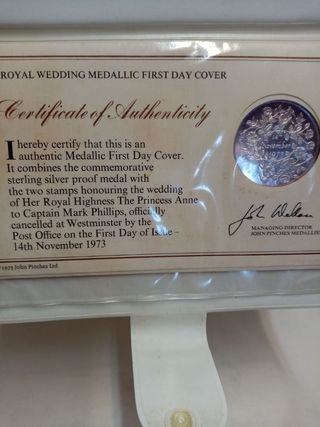 ROYAL WEDDING MEDALLIC FIRST DAY COVER
Certificate of Authenticity
I hereby certify that this is an
authentic Medallic First Day Cover.
It combines the commemorative
sterling silver proof medal with
the two stamps honouring the wedding
of Her Royal Highness The Princess Anne
to Captain Mark Phillips, officially
cancelled at Westminster by the
Post Office on the First Day of Issue –
14th November 1973
November
1973
MANAGING DIRECTOR
JOHN PINCHES MEDALLI
1973 John Pinches Ltd